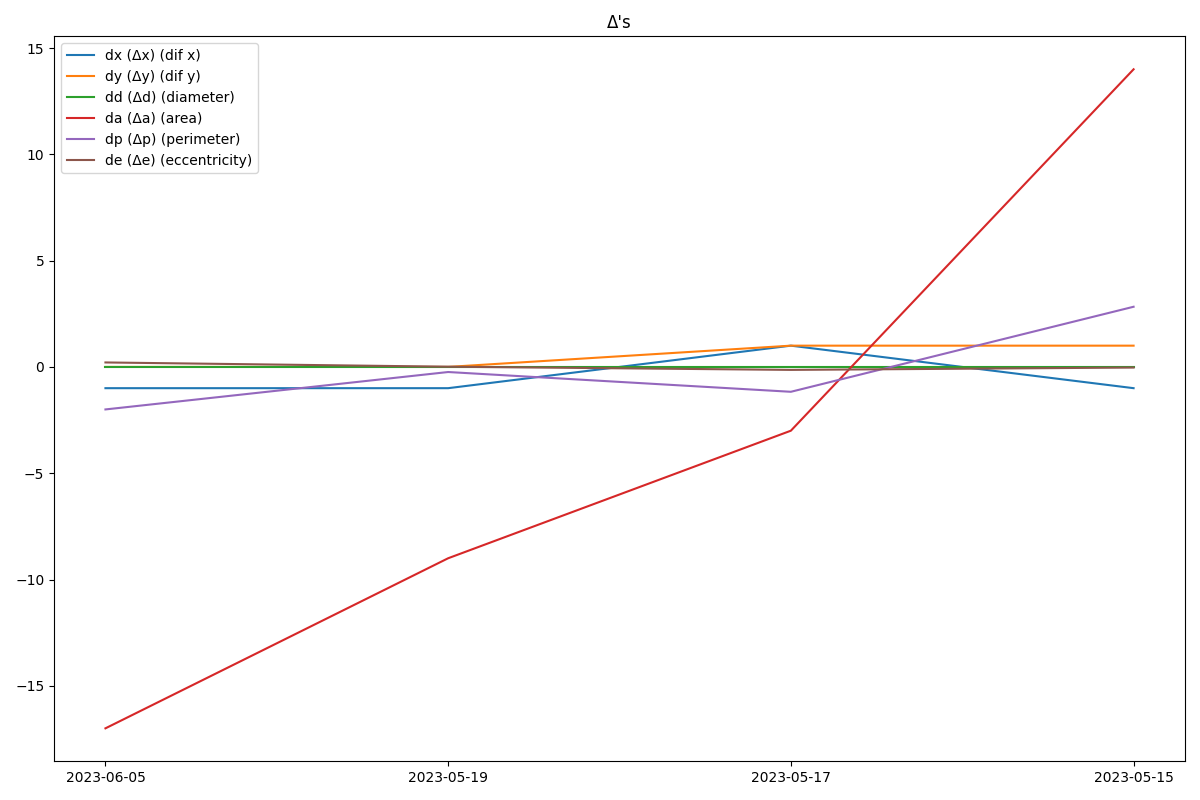 Δ's
dx (Δx) (dif x)
dy (Δy) (dif y)
dd (Δd) (diameter)
da (Δa) (area)
dp (Δp) (perimeter)
de (Δe) (eccentricity)
15
10
5
0
−5
−10
−15
2023-06-05 2023-05-19 2023-05-17 2023-05-15